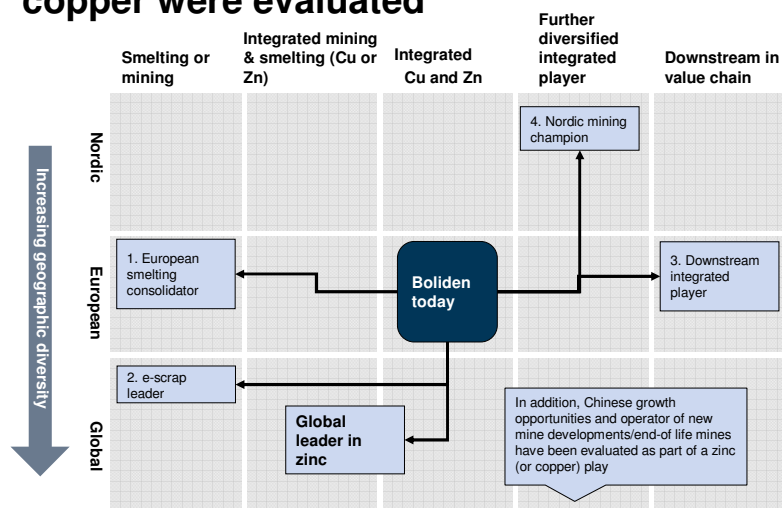 copper were evaluated
Smelting or
mining
Integrated mining
& smelting (Cu or
Zn)
Integrated
Cu and Zn
Further
diversified
integrated
player
Downstream in
value chain
Increasing geographic diversity
Nordic
4. Nordic mining
champion
European
1. European
smelting
consolidator
Boliden
today
3. Downstream
integrated
player
Global
2. e-scrap
leader
Global
leader in
zinc
In addition, Chinese growth
opportunities and operator of new
mine developments/end-of life mines
have been evaluated as part of a zinc
(or copper) play